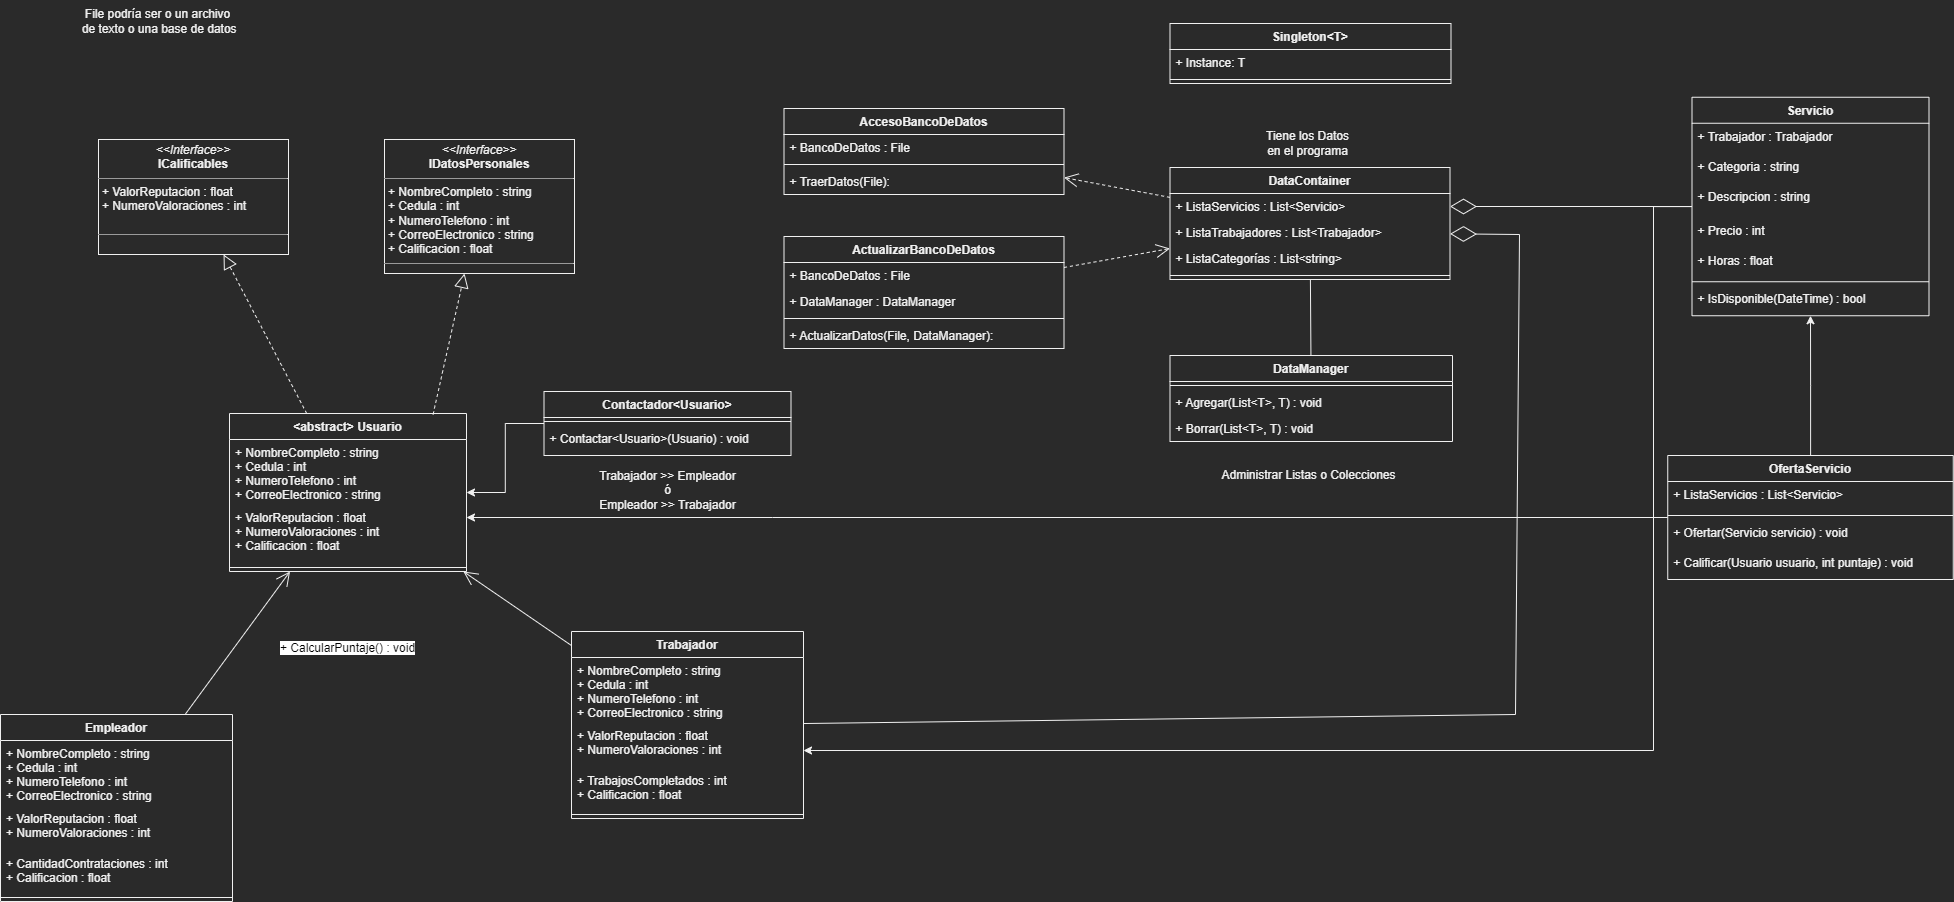 File podría ser o un archivo
de texto o una base de datos
Singleton<T>
+ Instance: T
<<Interface>>
ICalificables
+ ValorReputacion : float
+ NumeroValoraciones : int
<<Interface>>
IDatosPersonales
+ NombreCompleto : string
+ Cedula : int
+ NumeroTelefono : int
+ CorreoElectronico : string
+ Calificacion : float
AccesoBancoDeDatos
+ BancoDeDatos : File
+ TraerDatos(File):
ActualizarBancoDeDatos
+ BancoDeDatos : File
+ DataManager : DataManager
+ ActualizarDatos(File, DataManager):
Tiene los Datos
en el programa
DataContainer
+ ListaServicios : List<Servicio>
+ ListaTrabajadores : List<Trabajador>
+ ListaCategorías : List<string>
Servicio
+ Trabajador : Trabajador
+ Categoria : string
+ Descripcion : string
+ Precio : int
+ Horas : float
+ IsDisponible(DateTime) : bool
DataManager
+ Agregar(List<T>, T) : void
+ Borrar(List<T>, T) : void
Administrar Listas o Colecciones
<abstract> Usuario
+ NombreCompleto : string
+ Cedula : int
+ NumeroTelefono : int
+ CorreoElectronico : string
+ ValorReputacion : float
+ NumeroValoraciones : int
+ Calificacion : float
Contactador<Usuario>
+ Contactar<Usuario>(Usuario) : void
Trabajador >> Empleador
ó
Empleador >> Trabajador
OfertaServicio
+ ListaServicios : List<Servicio>
+ Ofertar(Servicio servicio) : void
+ Calificar(Usuario usuario, int puntaje) : void
+ CalcularPuntaje() : void
Trabajador
+ NombreCompleto : string
+ Cedula : int
+ NumeroTelefono : int
+ CorreoElectronico : string
+ ValorReputacion : float
+ NumeroValoraciones : int
+ TrabajosCompletados : int
+ Calificacion : float
Empleador
+ NombreCompleto : string
+ Cedula : int
+ NumeroTelefono : int
+ CorreoElectronico : string
+ ValorReputacion : float
+ NumeroValoraciones : int
+ CantidadContrataciones : int
+ Calificacion : float